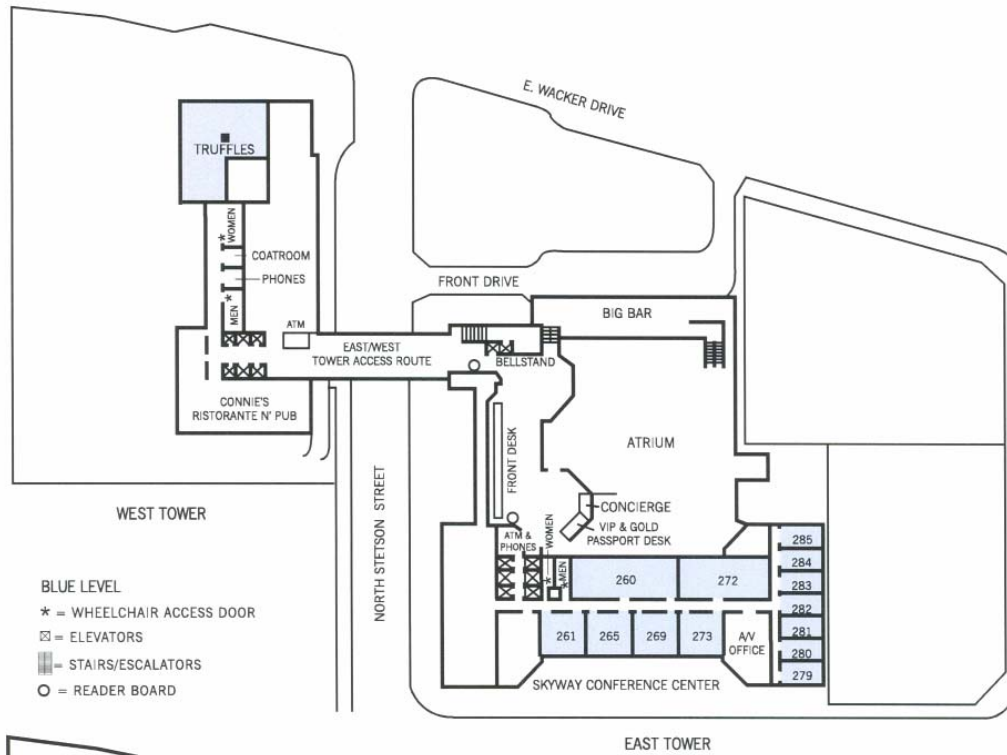 E. WACKER DRIVE
TRUFFLES
WOMEN
COATROOM
PHONES
MEN
ATM
FRONT DRIVE
BIG BAR
EAST/WEST
TOWER ACCESS ROUTE
BELLSTAND
CONNIE'S
RISTORANTE N' PUB
FRONT DESK
ATRIUM
NORTH STETSON STREET
CONCIERGE
VIP & GOLD
PASSPORT DESK
ATM &
PHONES
WOMEN
MEN
WEST TOWER
260
272
285
284
283
282
281
280
279
261
265
269
273
A/V
OFFICE
SKYWAY CONFERENCE CENTER
BLUE LEVEL
* = WHEELCHAIR ACCESS DOOR
= ELEVATORS
= STAIRS/ESCALATORS
= READER BOARD
EAST TOWER